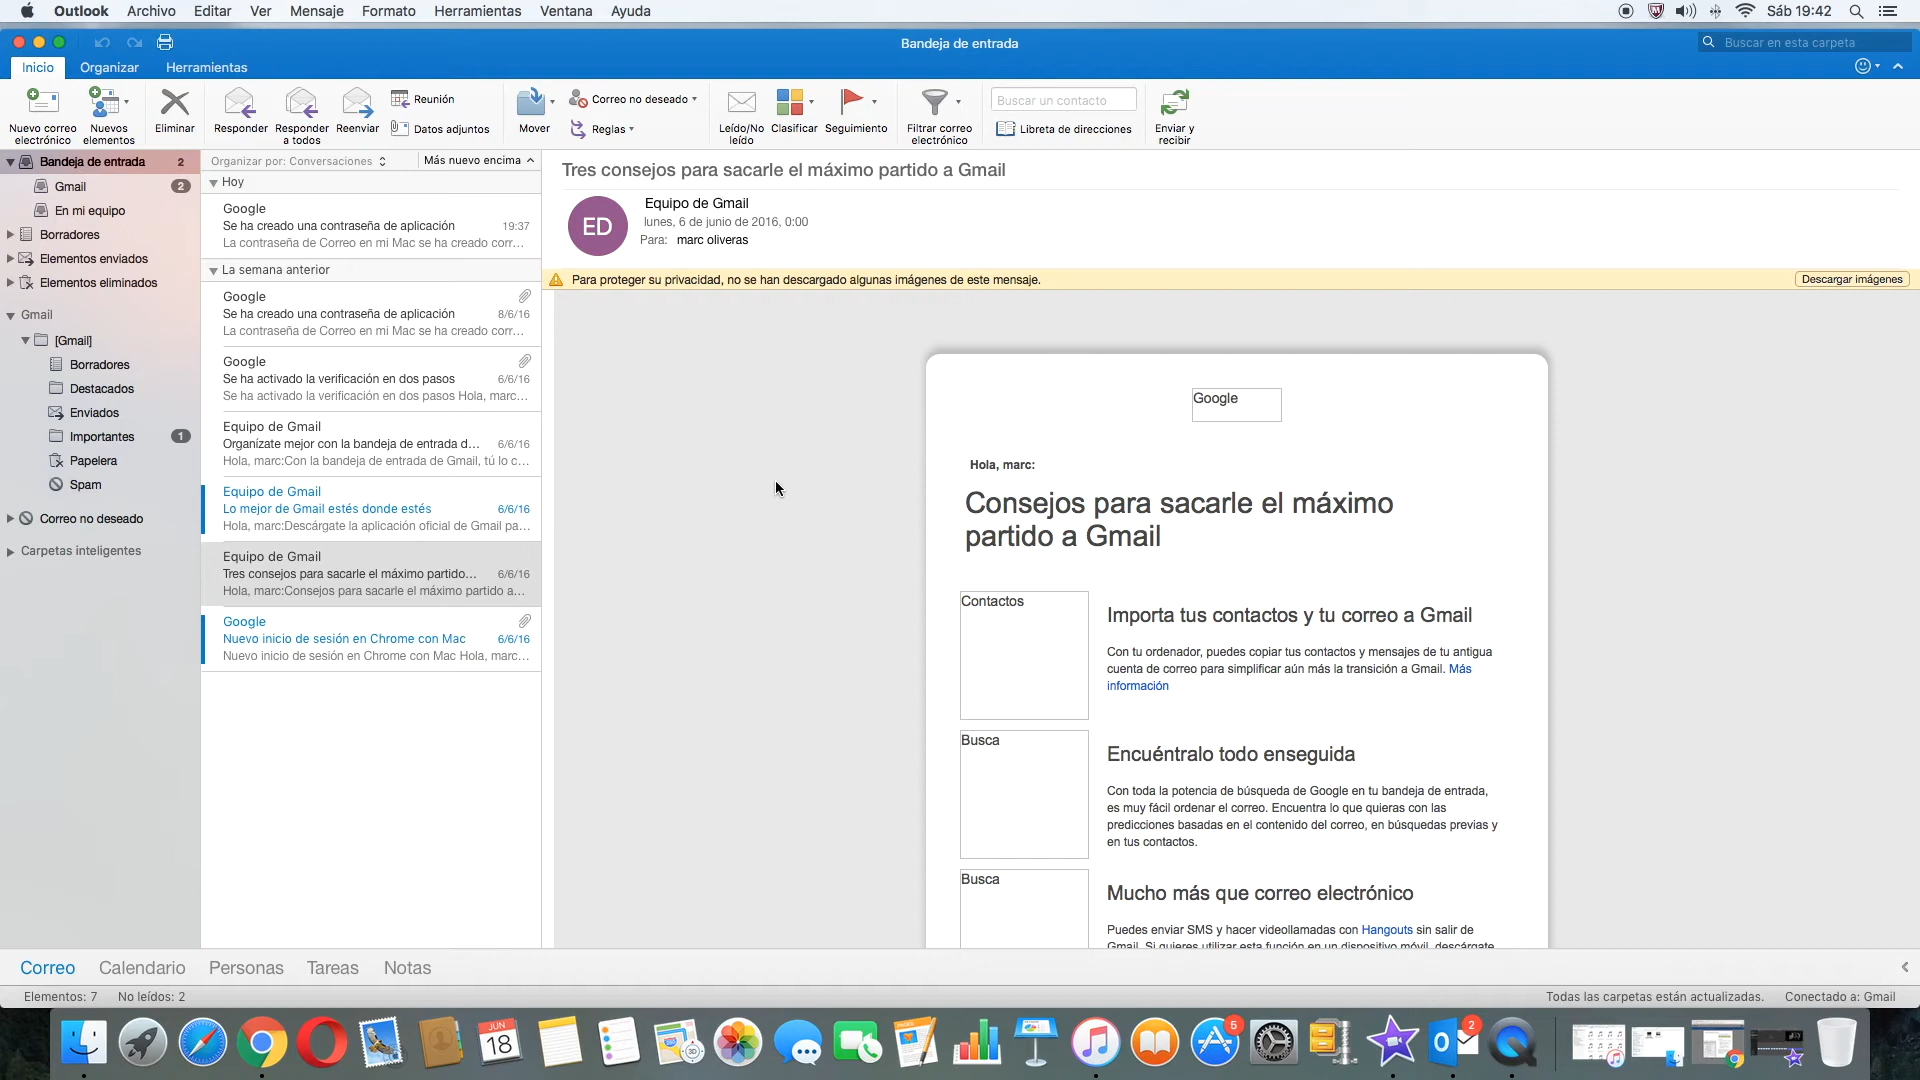 Outlook Archivo Editar Ver Mensaje Formato Herramientas Ventana Ayuda Sáb 19:42
Bandeja de entrada
Buscar en esta carpeta
Inicio Organizar Herramientas
Nuevo correo electrónico
Nuevos elementos
Eliminar
Responder
Responder a todos
Reenviar
Reunión
Datos adjuntos
Mover
Correo no deseado
Reglas
Leído/No leído
Clasificar
Seguimiento
Filtrar correo electrónico
Buscar un contacto
Libreta de direcciones
Enviar y recibir
Bandeja de entrada 2
Gmail 2
En mi equipo
Borradores
Elementos enviados
Elementos eliminados
Gmail
[Gmail]
Borradores
Destacados
Enviados
Importantes 1
Papelera
Spam
Correo no deseado
Carpetas inteligentes
Organizar por: Conversaciones Más nuevo encima
Hoy
Google
Se ha creado una contraseña de aplicación 19:37
La contraseña de Correo en mi Mac se ha creado corr...
La semana anterior
Google
Se ha creado una contraseña de aplicación 8/6/16
La contraseña de Correo en mi Mac se ha creado corr...
Google
Se ha activado la verificación en dos pasos 6/6/16
Se ha activado la verificación en dos pasos Hola, marc...
Equipo de Gmail
Organízate mejor con la bandeja de entrada d... 6/6/16
Hola, marc:Con la bandeja de entrada de Gmail, tú lo c...
Equipo de Gmail
Lo mejor de Gmail estés donde estés 6/6/16
Hola, marc:Descárgate la aplicación oficial de Gmail pa...
Equipo de Gmail
Tres consejos para sacarle el máximo partido... 6/6/16
Hola, marc:Consejos para sacarle el máximo partido a...
Google
Nuevo inicio de sesión en Chrome con Mac 6/6/16
Nuevo inicio de sesión en Chrome con Mac Hola, marc...
Tres consejos para sacarle el máximo partido a Gmail
ED
Equipo de Gmail
lunes, 6 de junio de 2016, 0:00
Para: marc oliveras
Para proteger su privacidad, no se han descargado algunas imágenes de este mensaje.
Descargar imágenes
Google
Hola, marc:
Consejos para sacarle el máximo
partido a Gmail
Contactos
Importa tus contactos y tu correo a Gmail
Con tu ordenador, puedes copiar tus contactos y mensajes de tu antigua
cuenta de correo para simplificar aún más la transición a Gmail. Más
información
Busca
Encuéntralo todo enseguida
Con toda la potencia de búsqueda de Google en tu bandeja de entrada,
es muy fácil ordenar el correo. Encuentra lo que quieras con las
predicciones basadas en el contenido del correo, en búsquedas previas y
en tus contactos.
Busca
Mucho más que correo electrónico
Puedes enviar SMS y hacer videollamadas con Hangouts sin salir de
Gmail. Si quieres utilizar esta función en un dispositivo móvil, descárgate
Correo Calendario Personas Tareas Notas
Elementos: 7 No leídos: 2
Todas las carpetas están actualizadas. Conectado a: Gmail
JUN
18
3D
5
2